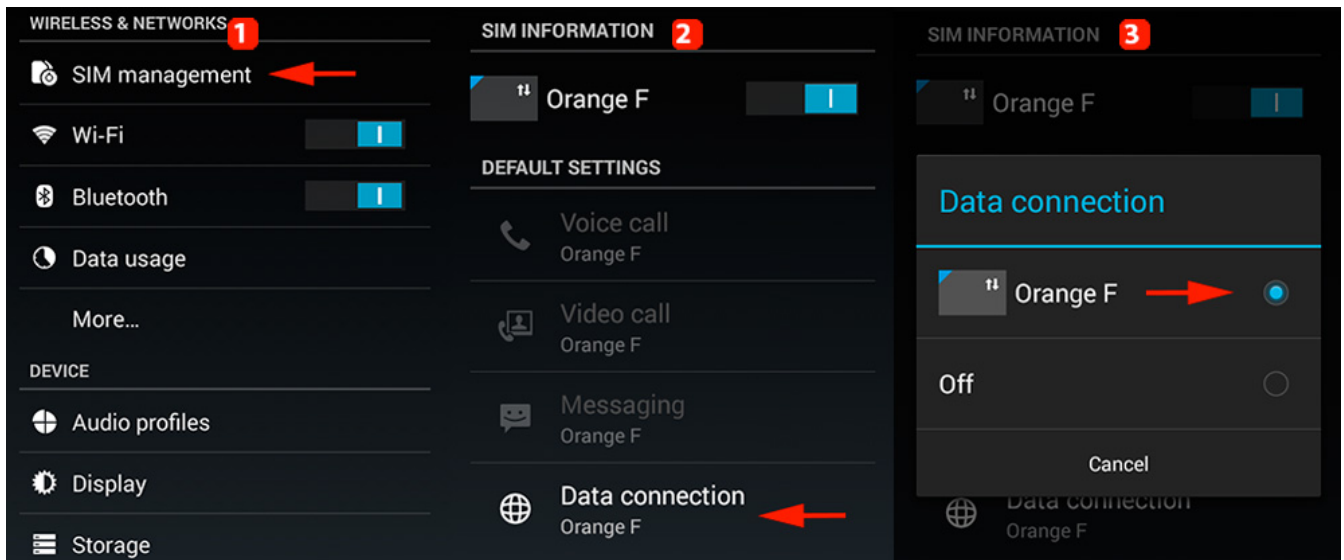 WIRELESS & NETWORKS 1
SIM management
Wi-Fi
Bluetooth
Data usage
More...
DEVICE
Audio profiles
Display
Storage
SIM INFORMATION 2
Orange F
DEFAULT SETTINGS
Voice call
Orange F
Video call
Orange F
Messaging
Orange F
Data connection
Orange F
SIM INFORMATION 3
Orange F
Data connection
Orange F
Off
Cancel
Data connection
Orange F